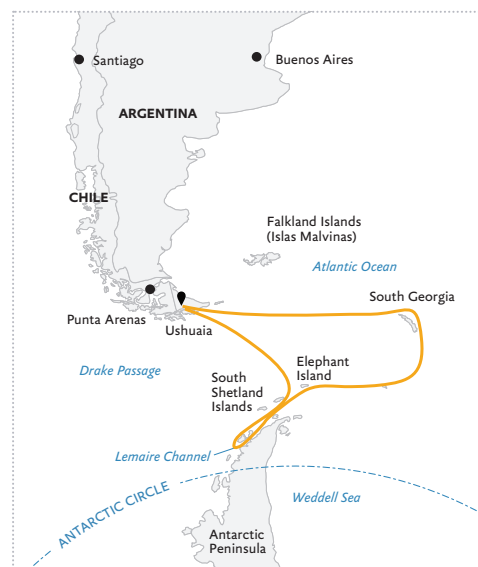 Santiago
Buenos Aires
ARGENTINA
CHILE
Falkland Islands
(Islas Malvinas)
Atlantic Ocean
South Georgia
Punta Arenas
Ushuaia
Drake Passage
Elephant
Island
South
Shetland
Islands
Lemaire Channel
ANTARCTIC CIRCLE
Weddell Sea
Antarctic
Peninsula